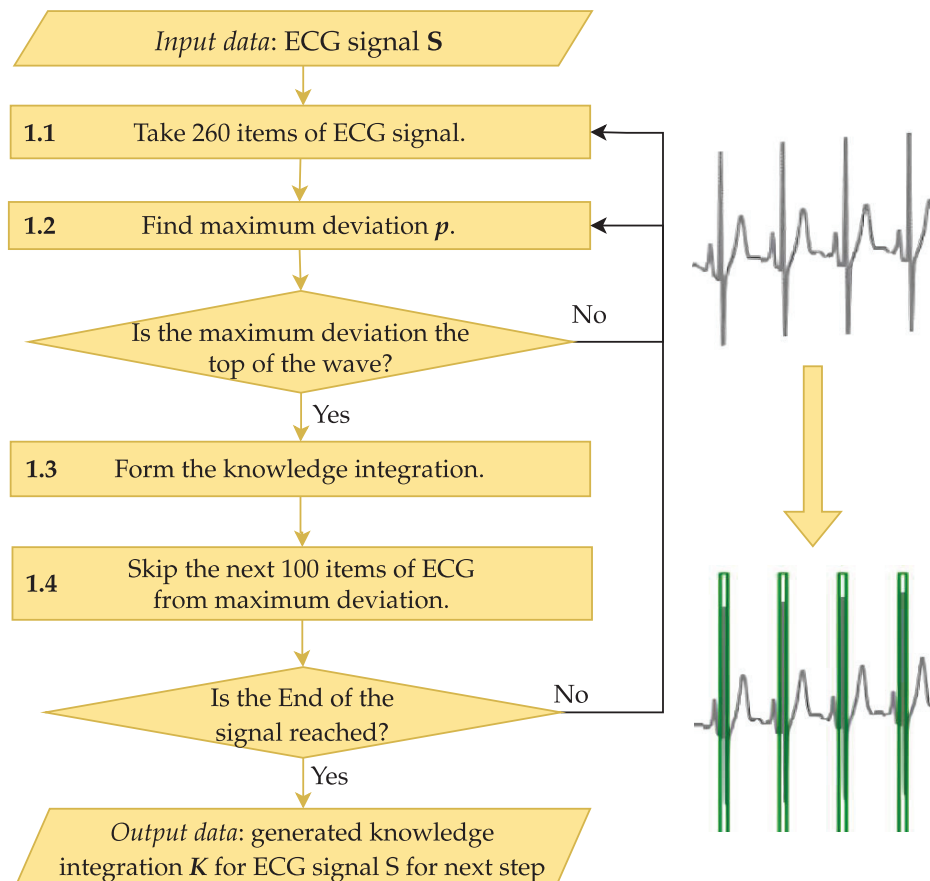 Input data: ECG signal S
1.1 Take 260 items of ECG signal.
1.2 Find maximum deviation p.
Is the maximum deviation the
top of the wave?
No
Yes
1.3 Form the knowledge integration.
1.4 Skip the next 100 items of ECG
from maximum deviation.
Is the End of the
signal reached?
No
Yes
Output data: generated knowledge
integration K for ECG signal S for next step